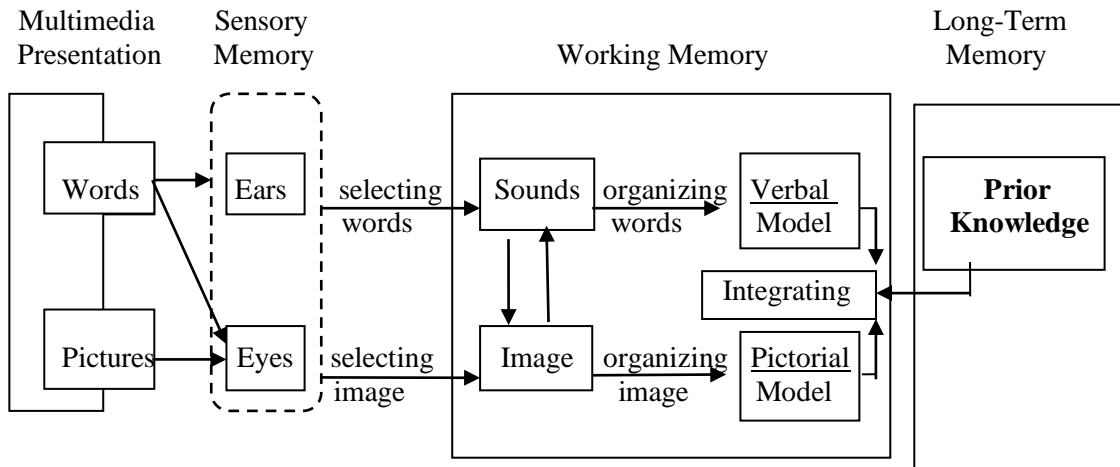 Multimedia
Presentation
Sensory
Memory
Working Memory
Long-Term
Memory
Words
Ears
selecting
words
Sounds
organizing
words
Verbal
Model
Prior
Knowledge
Integrating
Pictures
Eyes
selecting
image
Image
organizing
image
Pictorial
Model